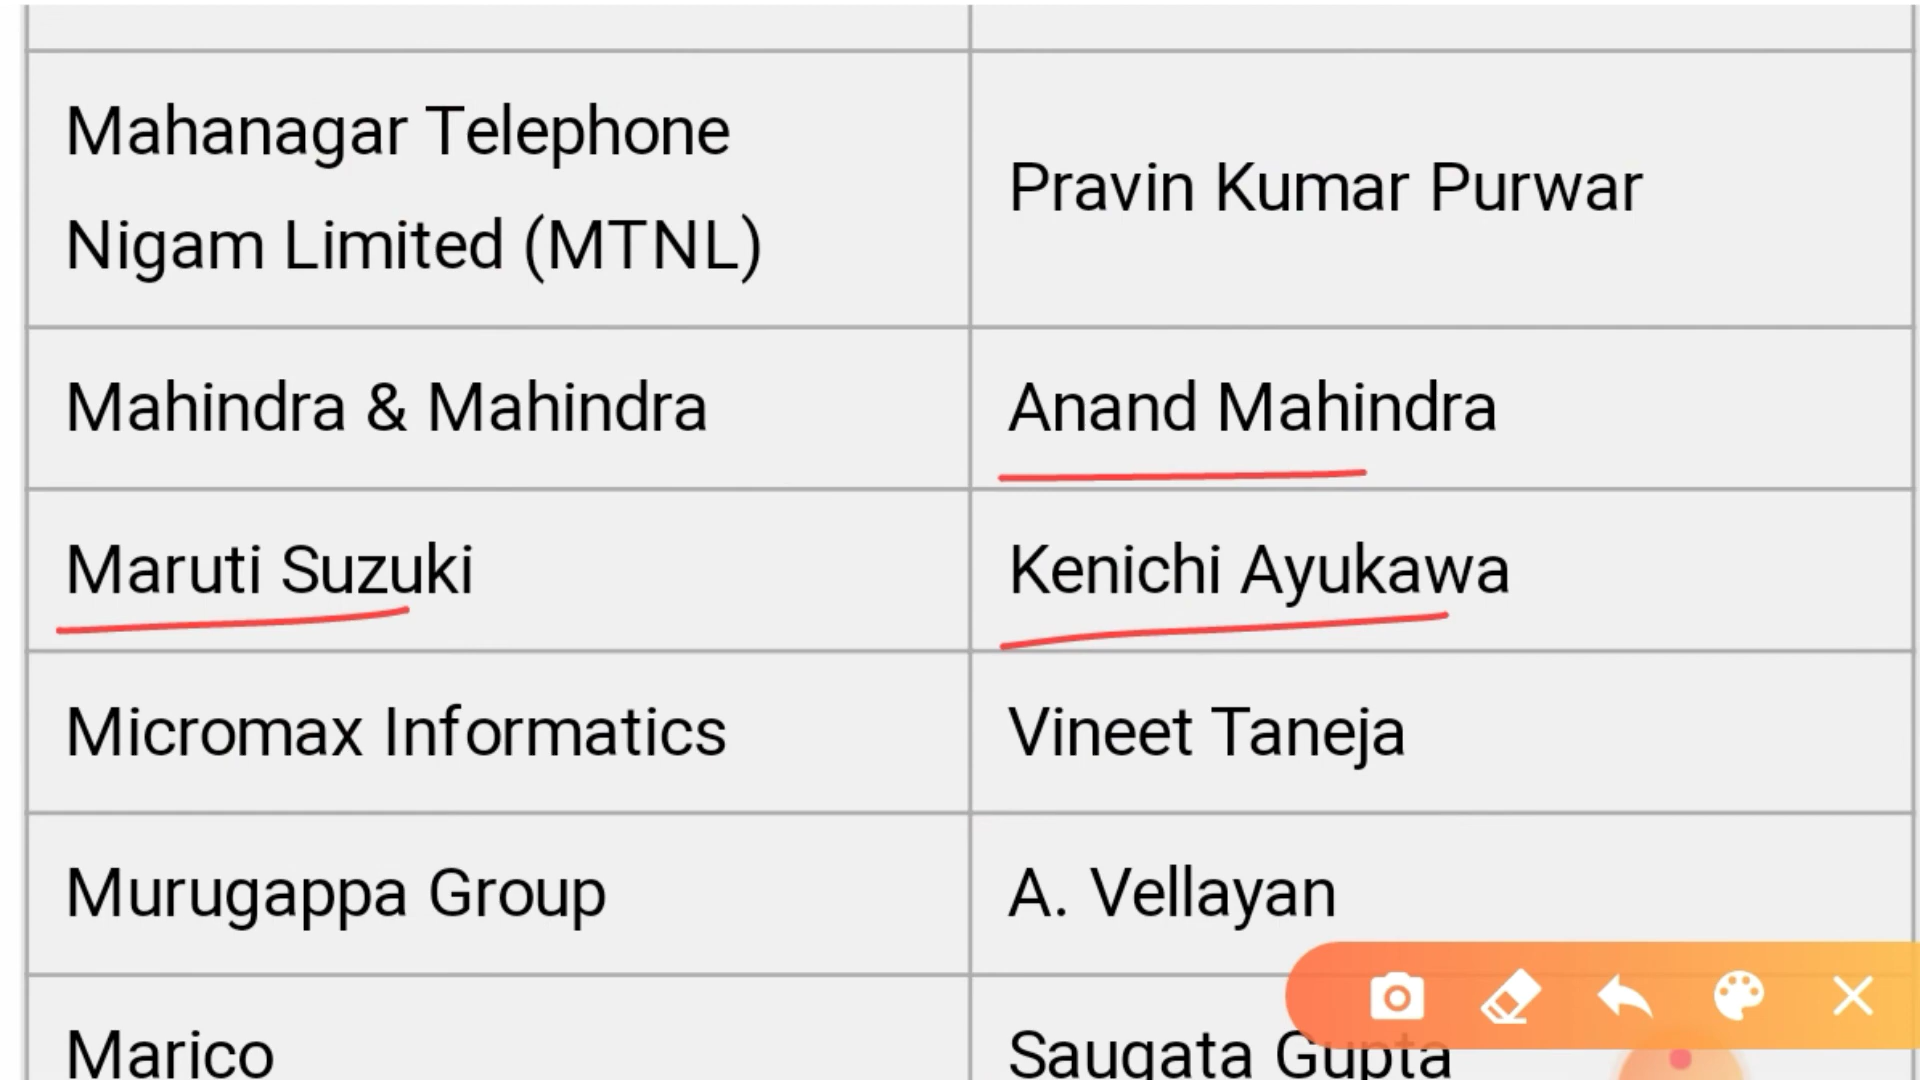 Mahanagar Telephone
Nigam Limited (MTNL)
Pravin Kumar Purwar
Mahindra & Mahindra
Anand Mahindra
Maruti Suzuki
Kenichi Ayukawa
Micromax Informatics
Vineet Taneja
Murugappa Group
A. Vellayan
Marico
Saugata Gupta